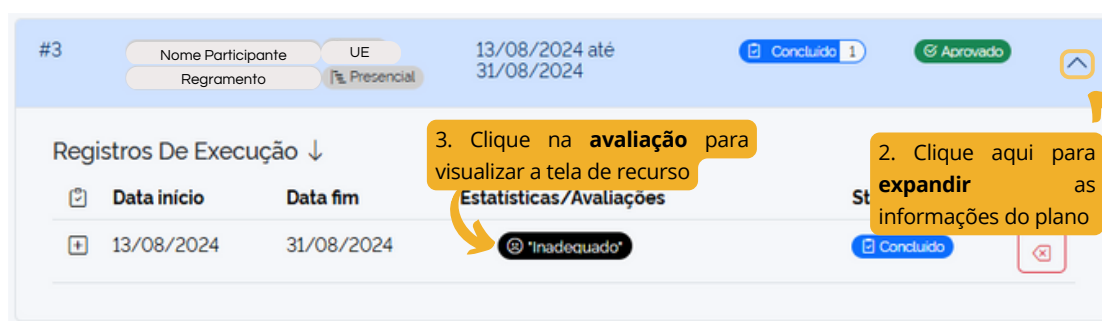 #3
Nome Participante
UE
Regramento
Presencial
13/08/2024 até
31/08/2024
Concluído 1
Aprovado
Registros De Execução ↓
3. Clique na avaliação para
visualizar a tela de recurso
2. Clique aqui para
expandir as
informações do plano
Data início
Data fim
Estatísticas/Avaliações
St
13/08/2024
31/08/2024
"Inadequado"
Concluído